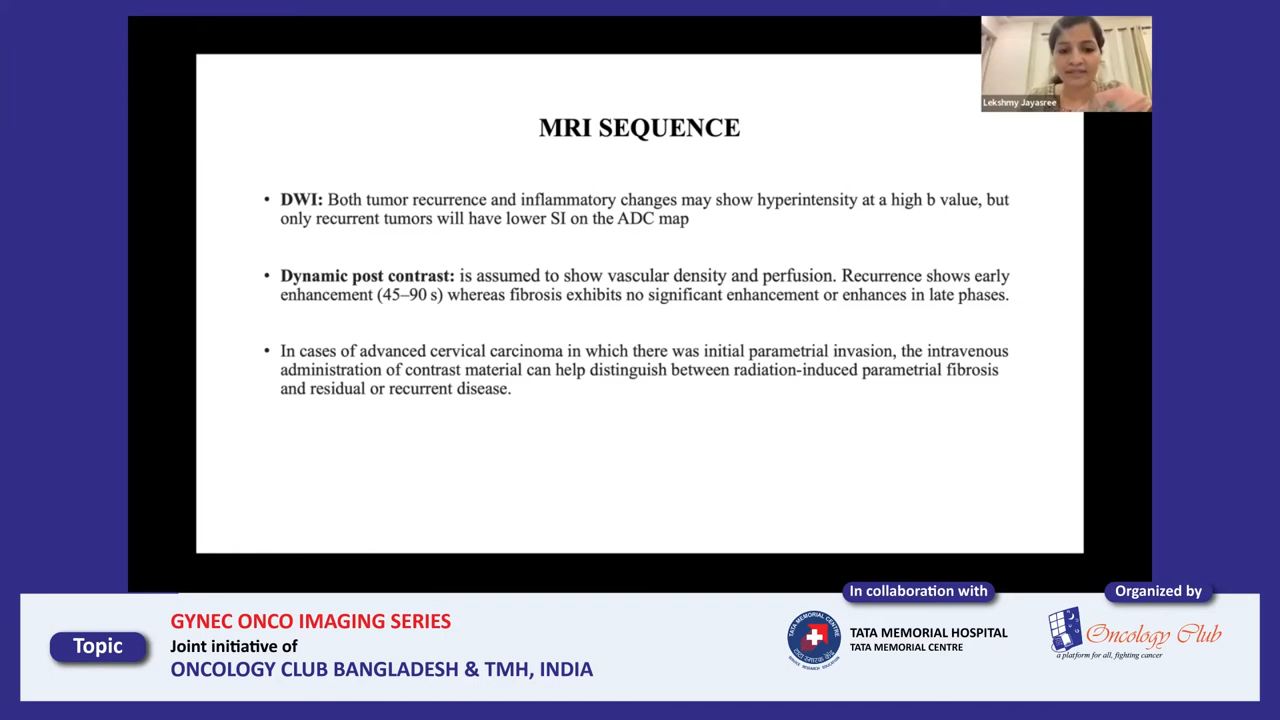 Lekshmy Jayasree
MRI SEQUENCE
• DWI: Both tumor recurrence and inflammatory changes may show hyperintensity at a high b value, but
only recurrent tumors will have lower SI on the ADC map
• Dynamic post contrast: is assumed to show vascular density and perfusion. Recurrence shows early
enhancement (45–90 s) whereas fibrosis exhibits no significant enhancement or enhances in late phases.
• In cases of advanced cervical carcinoma in which there was initial parametrial invasion, the intravenous
administration of contrast material can help distinguish between radiation-induced parametrial fibrosis
and residual or recurrent disease.
Topic
GYNEC ONCO IMAGING SERIES
Joint initiative of
ONCOLOGY CLUB BANGLADESH & TMH, INDIA
In collaboration with
TATA MEMORIAL CENTRE
TATA MEMORIAL HOSPITAL
TATA MEMORIAL CENTRE
Organized by
Oncology Club
a platform for all, fighting cancer